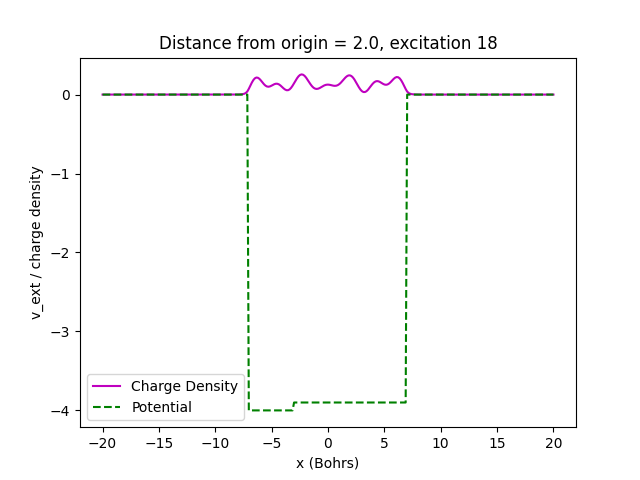 Distance from origin = 2.0, excitation 18
v_ext / charge density
0
−1
−2
−3
−4
Charge Density
Potential
−20
−15
−10
−5
0
5
10
15
20
x (Bohrs)